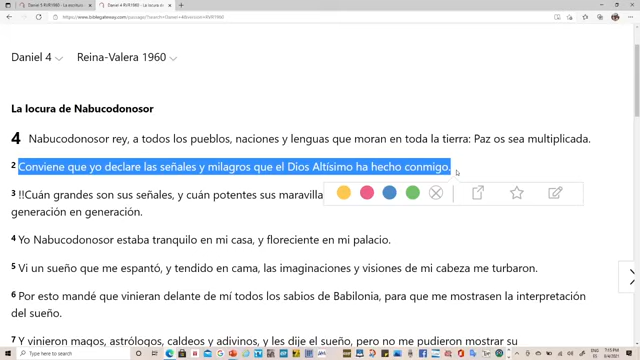 Daniel 5 RVR1960 - La escritura
Daniel 4 RVR1960 - La locura de
https://www.biblegateway.com/passage/?search=Daniel 4&version=RVR1960
Daniel 4
Reina-Valera 1960
La locura de Nabucodonosor
4 Nabucodonosor rey, a todos los pueblos, naciones y lenguas que moran en toda la tierra: Paz os sea multiplicada.
2 Conviene que yo declare las señales y milagros que el Dios Altísimo ha hecho conmigo.
3 !!Cuán grandes son sus señales, y cuán potentes sus maravilla
generación en generación.
4 Yo Nabucodonosor estaba tranquilo en mi casa, y floreciente en mi palacio.
5 Vi un sueño que me espantó, y tendido en cama, las imaginaciones y visiones de mi cabeza me turbaron.
6 Por esto mandé que vinieran delante de mí todos los sabios de Babilonia, para que me mostrasen la interpretación
del sueño.
7 Y vinieron magos, astrólogos, caldeos y adivinos, y les dije el sueño, pero no me pudieron mostrar su
Type here to search